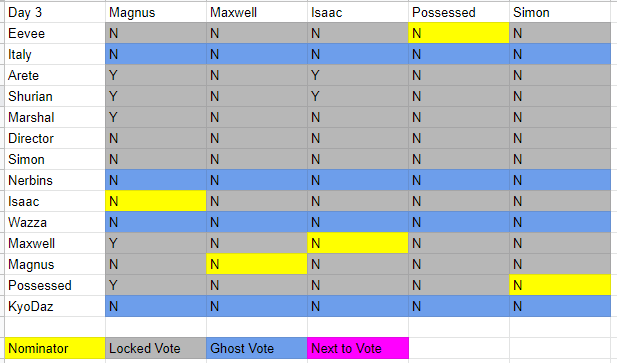 Day 3 Magnus Maxwell Isaac Possessed Simon
Eevee N N N N N
Italy N N N N N
Arete Y N Y N N
Shurian Y N Y N N
Marshal Y N N N N
Director N N N N N
Simon N N N N N
Nerbins N N N N N
Isaac N N N N N
Wazza N N N N N
Maxwell Y N N N N
Magnus N N N N N
Possessed Y N N N N
KyoDaz N N N N N
Nominator Locked Vote Ghost Vote Next to Vote